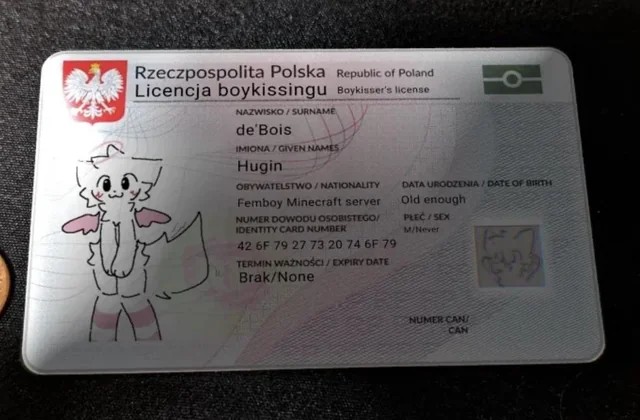 Rzeczpospolita Polska Republic of Poland
Licencja boykissingu Boykisser's license
NAZWISKO / SURNAME
de'Bois
IMIONA / GIVEN NAMES
Hugin
OBYWATELSTWO / NATIONALITY DATA URODZENIA / DATE OF BIRTH
Femboy Minecraft server Old enough
NUMER DOWODU OSOBISTEGO/ PŁEĆ / SEX
IDENTITY CARD NUMBER M/Never
42 6F 79 27 73 20 74 6F 79
TERMIN WAŻNOŚCI / EXPIRY DATE
Brak/None
NUMER CAN/
CAN